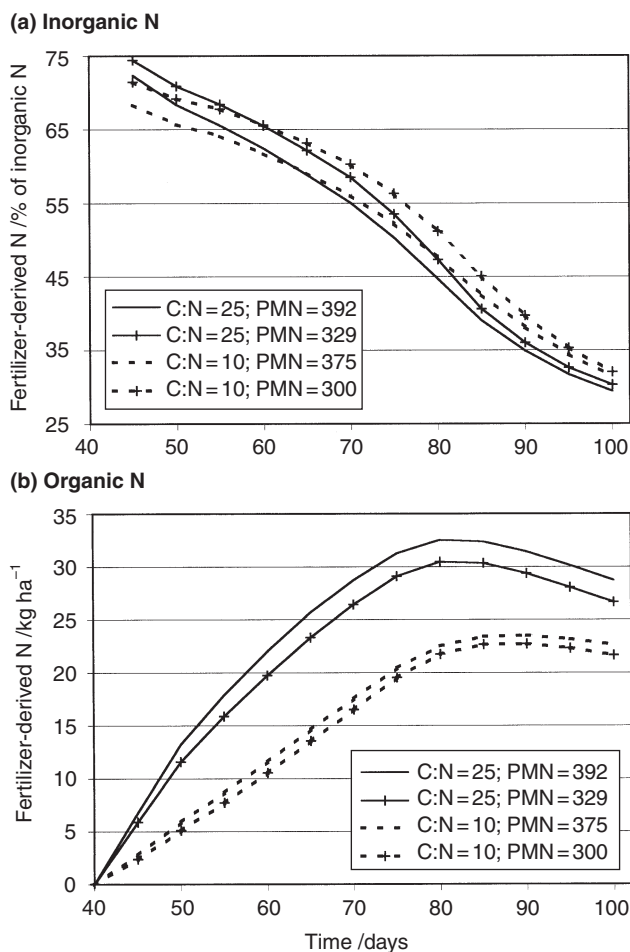 (a) Inorganic N
Fertilizer-derived N /% of inorganic N
75
65
55
45
35
25
C:N=25; PMN=392
C:N=25; PMN=329
C:N=10; PMN=375
C:N=10; PMN=300
40 50 60 70 80 90 100
(b) Organic N
Fertilizer-derived N /kg ha⁻¹
35
30
25
20
15
10
5
0
C:N=25; PMN=392
C:N=25; PMN=329
C:N=10; PMN=375
C:N=10; PMN=300
40 50 60 70 80 90 100
Time /days